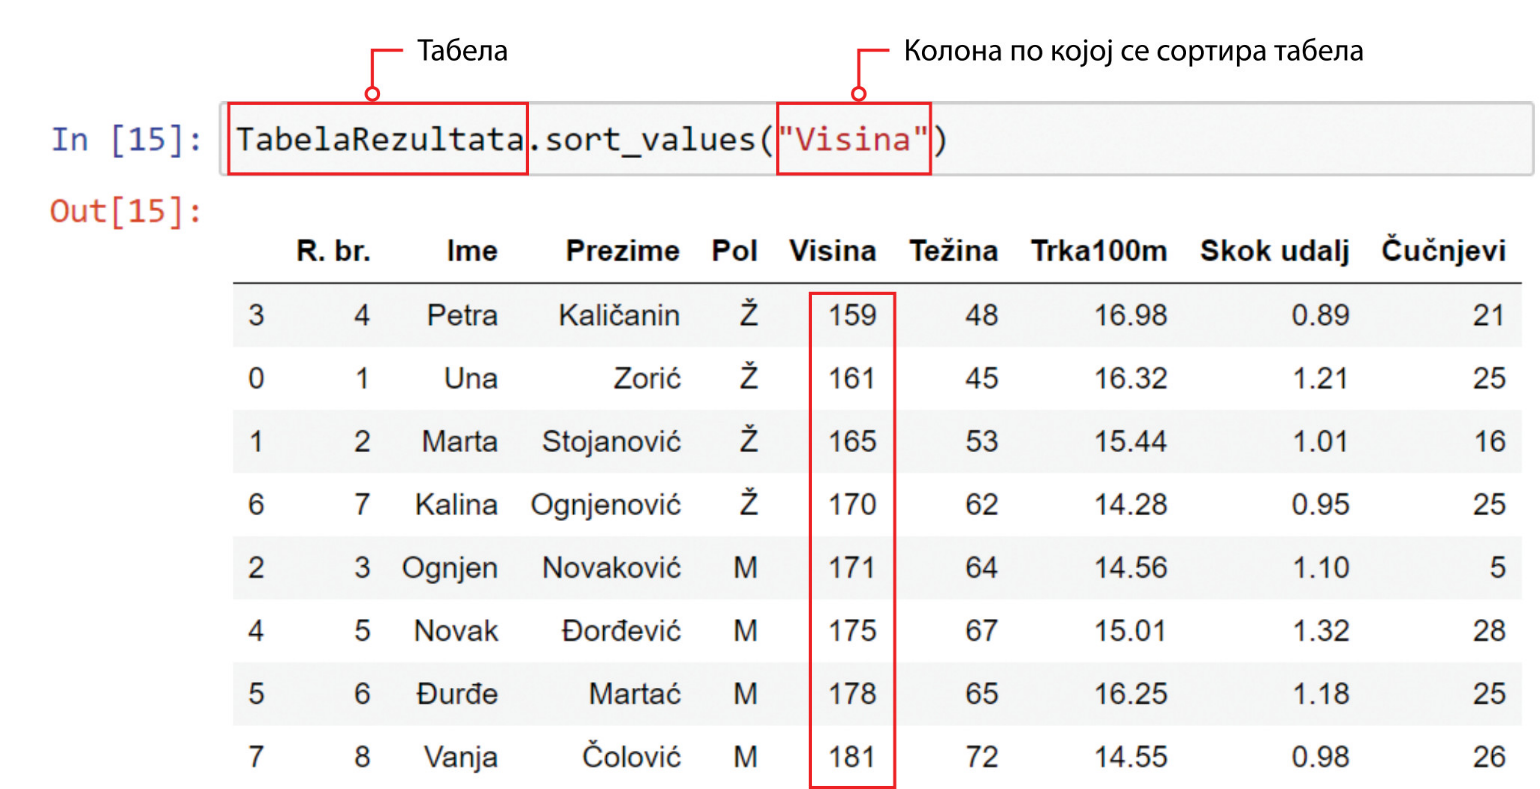 Табела
Колона по којој се сортира табела
In [15]: TabelaRezultata.sort_values("Visina")
Out[15]:
R. br. Ime Prezime Pol Visina Težina Trka100m Skok udalj Čučnjevi
3 4 Petra Kaličanin Ž 159 48 16.98 0.89 21
0 1 Una Zorić Ž 161 45 16.32 1.21 25
1 2 Marta Stojanović Ž 165 53 15.44 1.01 16
6 7 Kalina Ognjenović Ž 170 62 14.28 0.95 25
2 3 Ognjen Novaković M 171 64 14.56 1.10 5
4 5 Novak Đorđević M 175 67 15.01 1.32 28
5 6 Đurđe Martać M 178 65 16.25 1.18 25
7 8 Vanja Čolović M 181 72 14.55 0.98 26